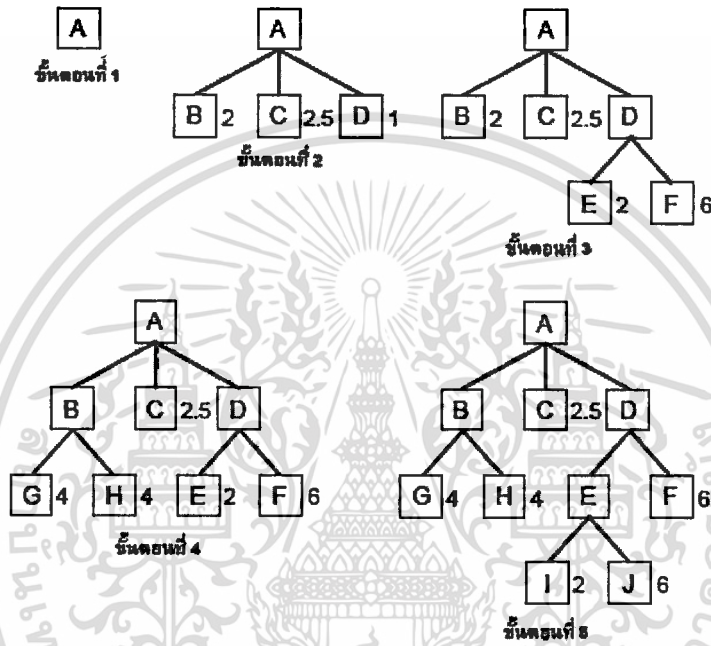 A
ขั้นตอนที่ 1
A
B 2 C 2.5 D 1
ขั้นตอนที่ 2
A
B 2 C 2.5 D
E 2 F 6
ขั้นตอนที่ 3
A
B C 2.5 D
G 4 H 4 E 2 F 6
ขั้นตอนที่ 4
A
B C 2.5 D
G 4 H 4 E F 6
I 2 J 6
ขั้นตอนที่ 5